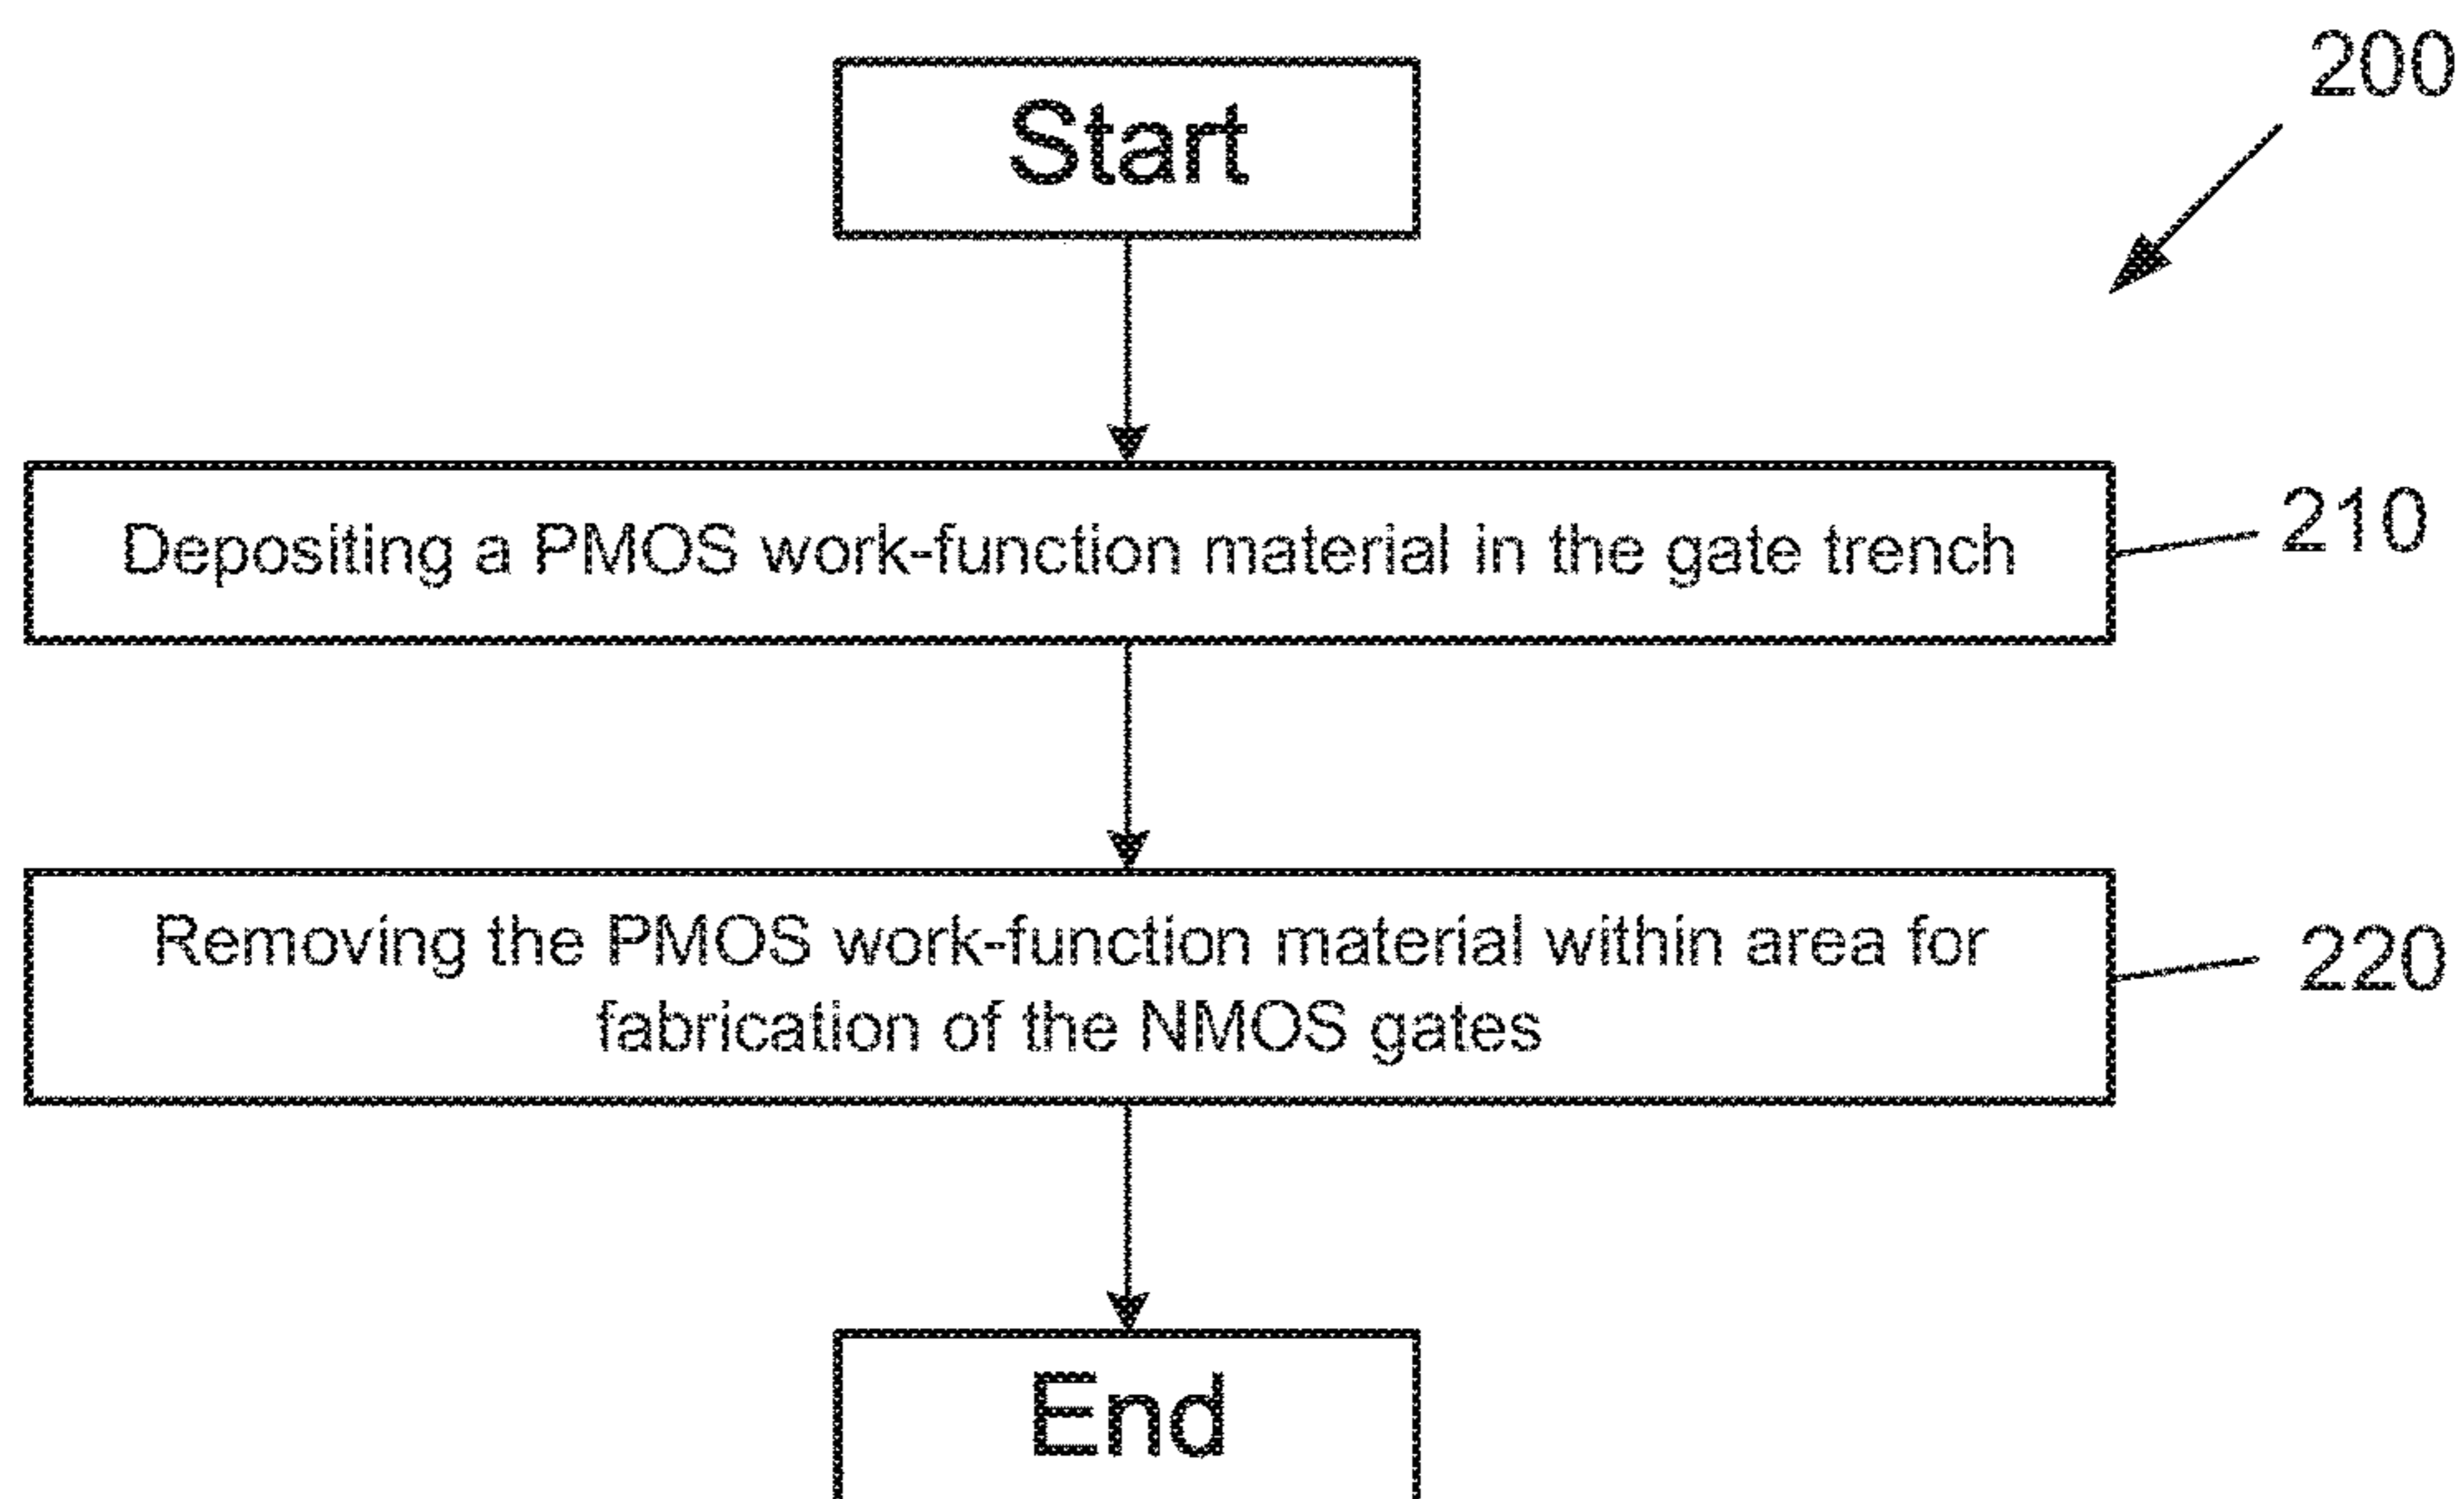 200
Start
Depositing a PMOS work-function material in the gate trench
210
Removing the PMOS work-function material within area for
fabrication of the NMOS gates
220
End